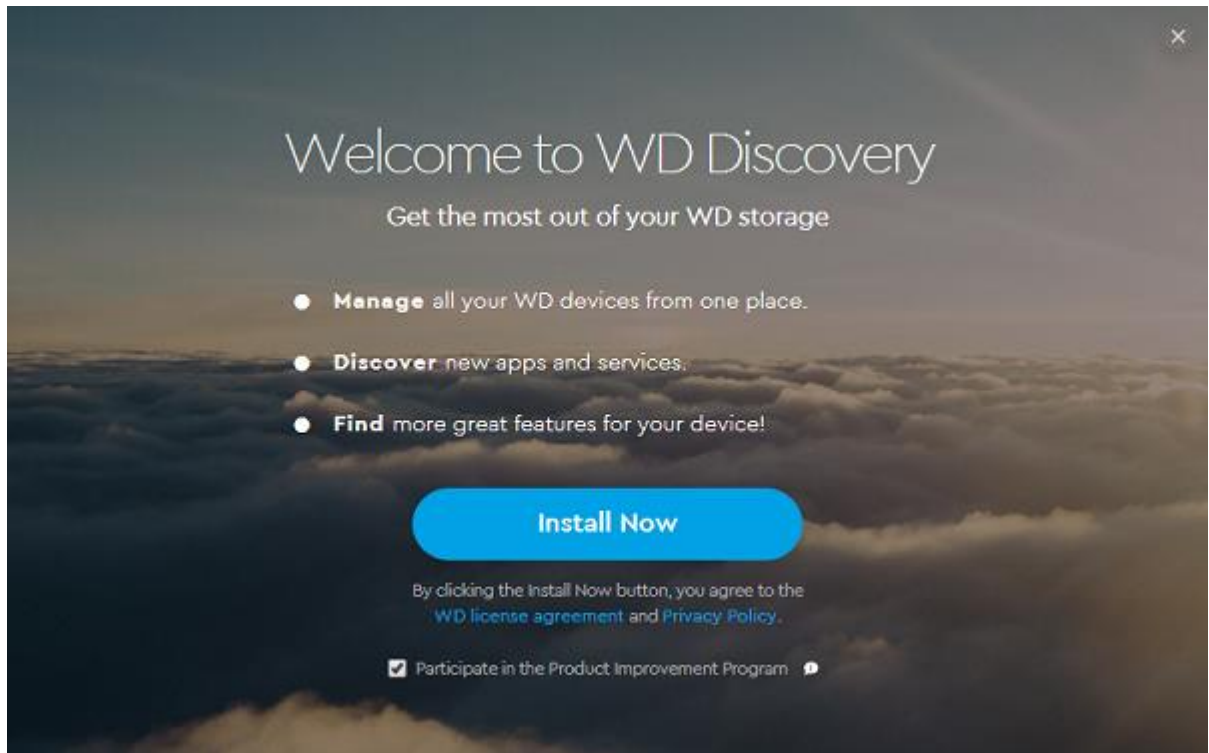 Welcome to WD Discovery
Get the most out of your WD storage
Manage all your WD devices from one place.
Discover new apps and services.
Find more great features for your device!
Install Now
By clicking the Install Now button, you agree to the
WD license agreement and Privacy Policy.
Participate in the Product Improvement Program